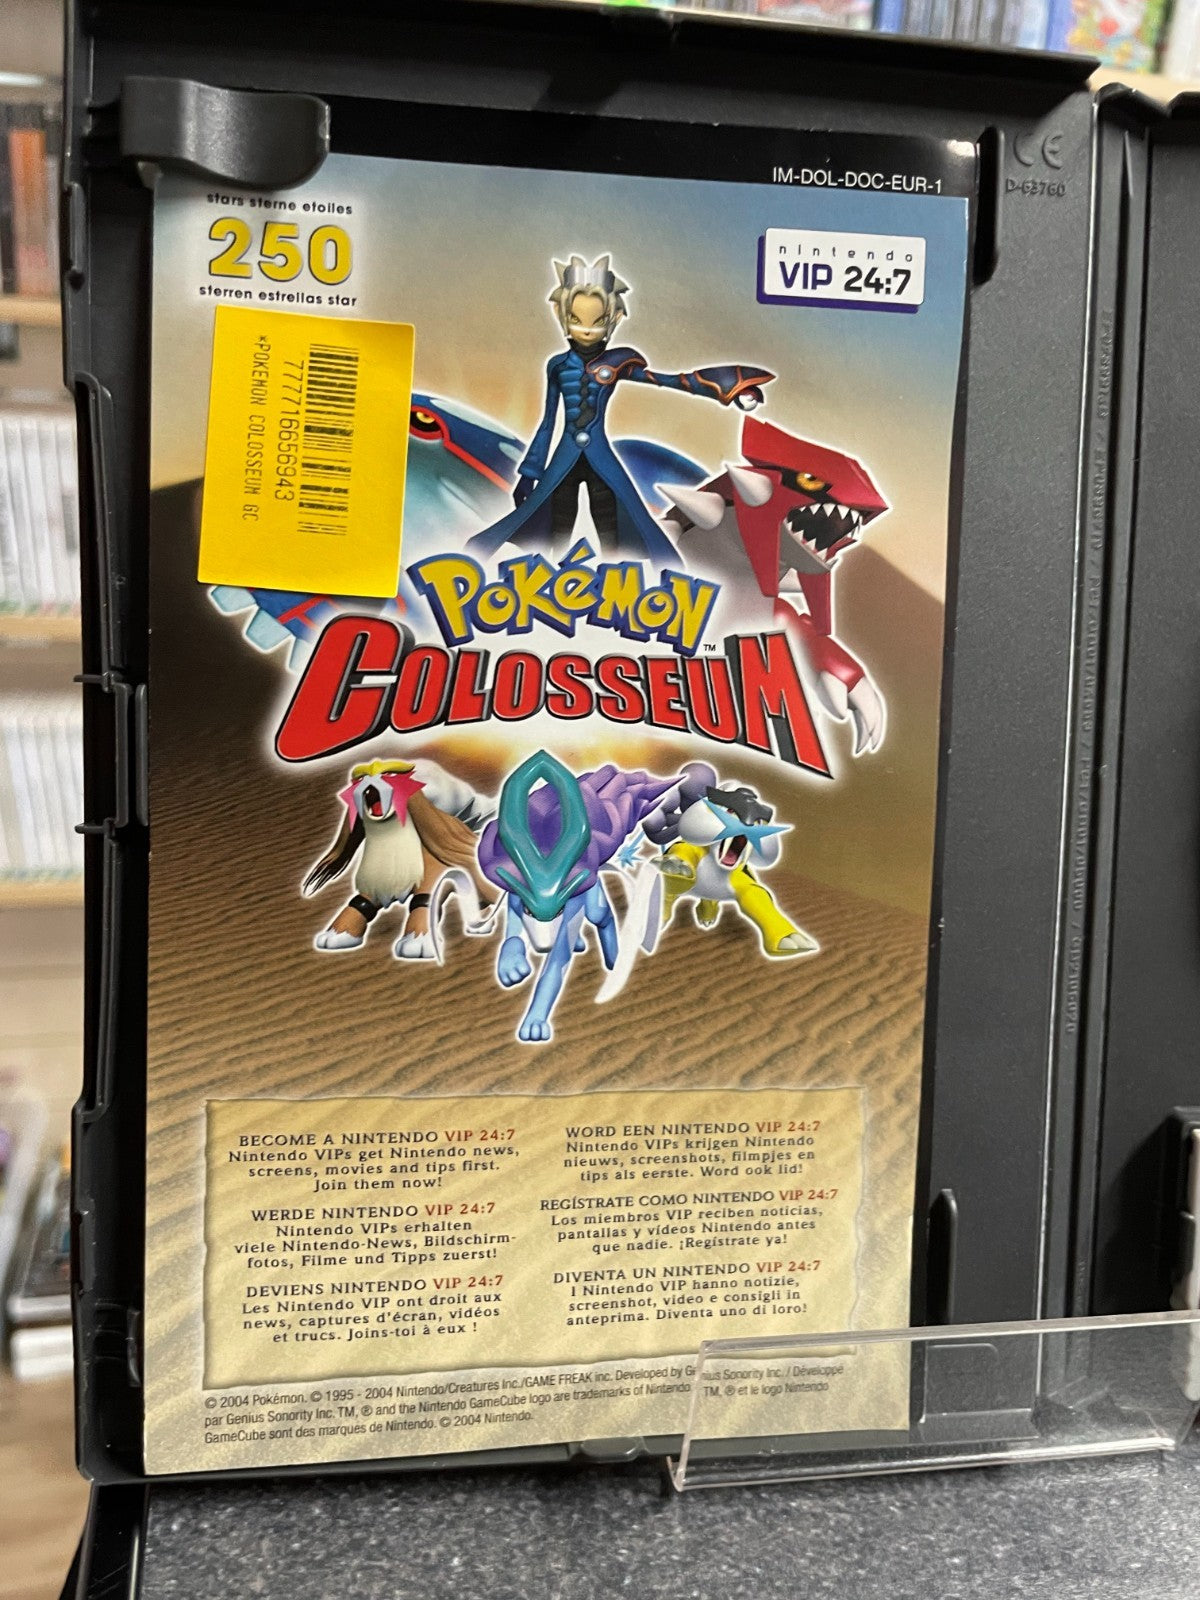 IM-DOL-DOC-EUR-1
CE
D-63760
stars sterne etoiles
250
sterren estrellas star
nintendo
VIP 24:7
7777716656943
*POKEMON COLOSSEUM GC
POKÉMON
COLOSSEUM™
BECOME A NINTENDO VIP 24:7
Nintendo VIPs get Nintendo news,
screens, movies and tips first.
Join them now!
WERDE NINTENDO VIP 24:7
Nintendo VIPs erhalten
viele Nintendo-News, Bildschirm-
fotos, Filme und Tipps zuerst!
DEVIENS NINTENDO VIP 24:7
Les Nintendo VIP ont droit aux
news, captures d'écran, vidéos
et trucs. Joins-toi à eux !
WORD EEN NINTENDO VIP 24:7
Nintendo VIPs krijgen Nintendo
nieuws, screenshots, filmpjes en
tips als eerste. Word ook lid!
REGÍSTRATE COMO NINTENDO VIP 24:7
Los miembros VIP reciben noticias,
pantallas y vídeos Nintendo antes
que nadie. ¡Regístrate ya!
DIVENTA UN NINTENDO VIP 24:7
I Nintendo VIP hanno notizie,
screenshot, video e consigli in
anteprima. Diventa uno di loro!
© 2004 Pokémon. © 1995 - 2004 Nintendo/Creatures Inc./GAME FREAK inc. Developed by Genius Sonority Inc. / Développé
par Genius Sonority Inc. TM, ® and the Nintendo GameCube logo are trademarks of Nintendo. TM, ® et le logo Nintendo
GameCube sont des marques de Nintendo. © 2004 Nintendo.